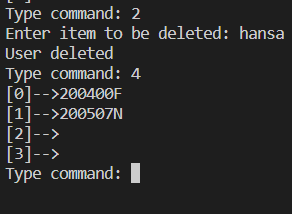 Type command: 2
Enter item to be deleted: hansa
User deleted
Type command: 4
[0]-->200400F
[1]-->200507N
[2]-->
[3]-->
Type command: